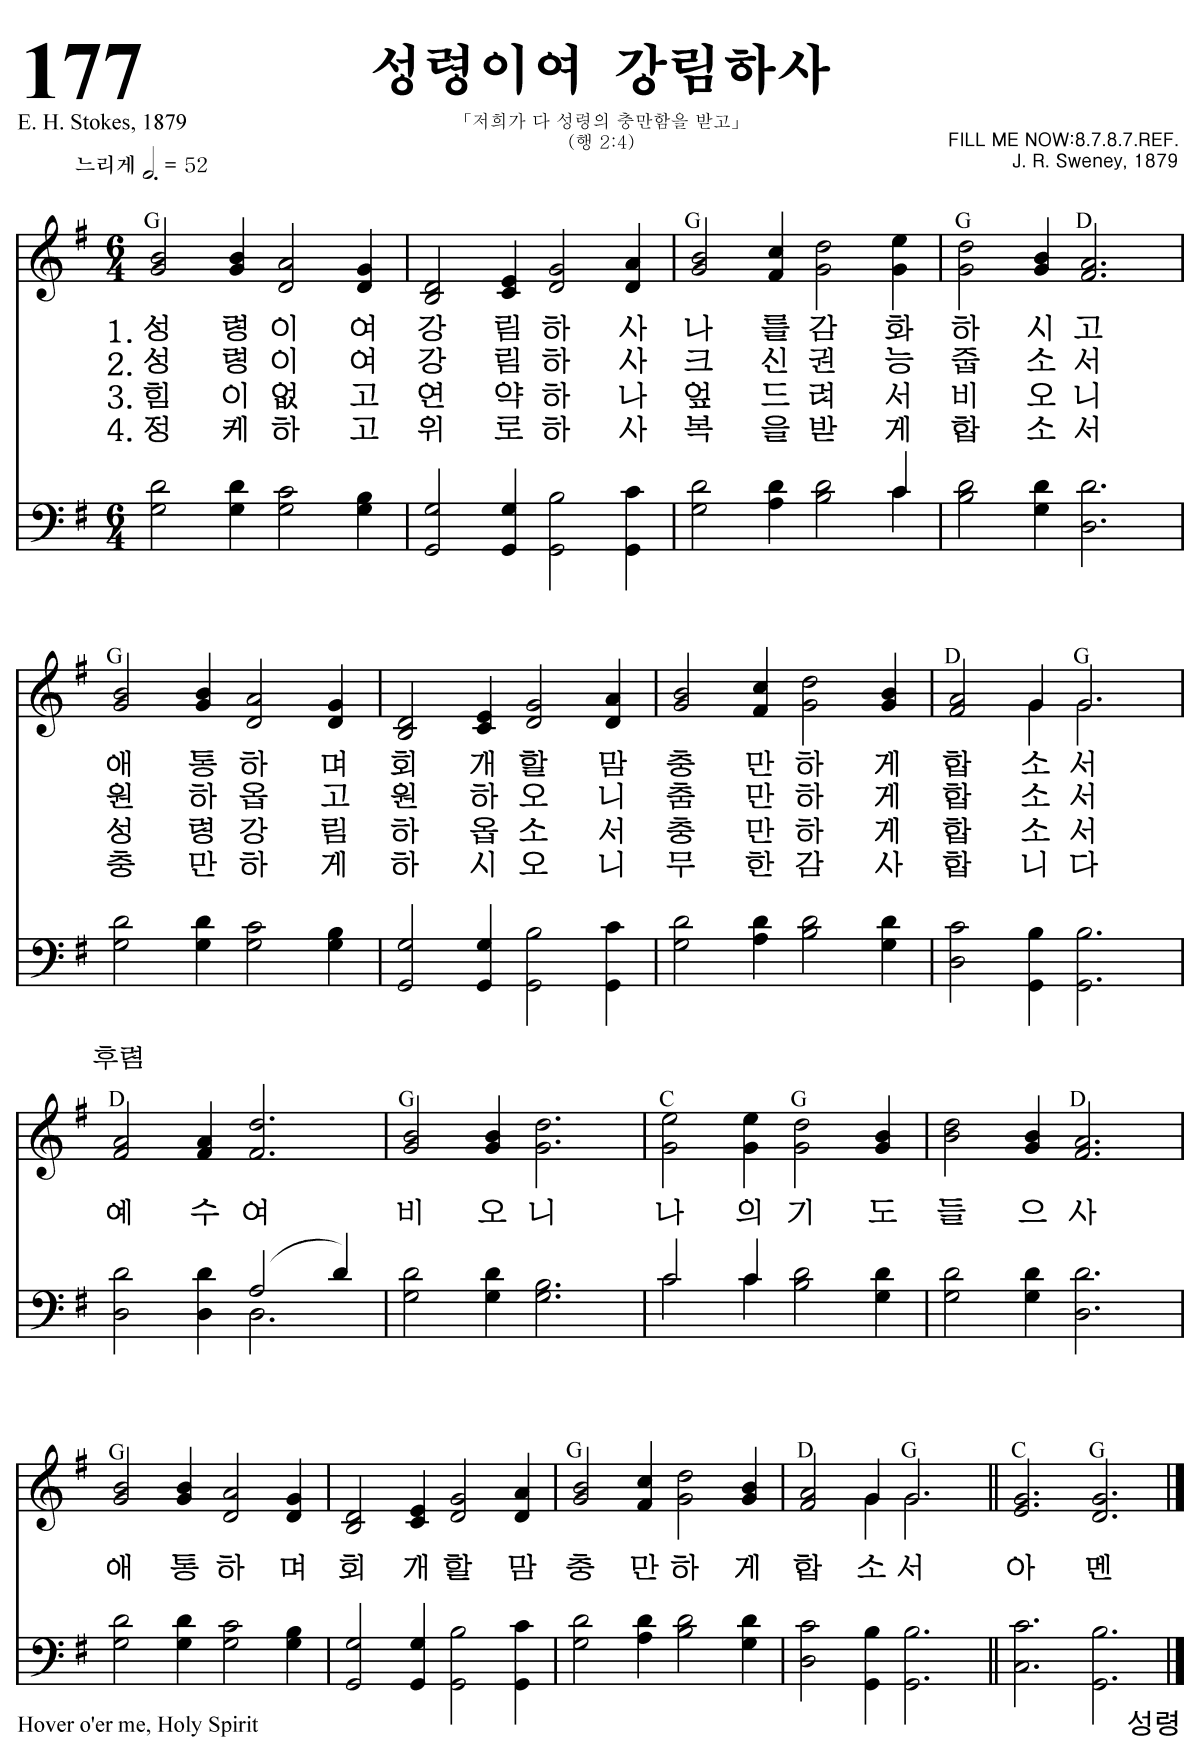 177
성령이여 강림하사
E. H. Stokes, 1879
「저희가 다 성령의 충만함을 받고」
(행 2:4)
FILL ME NOW:8.7.8.7.REF.
J. R. Sweney, 1879
느리게 = 52
G G G D
6 4
1. 성 령 이 여 강 림 하 사 나 를 감 화 하 시 고
2. 성 령 이 여 강 림 하 사 크 신 권 능 줍 소 서
3. 힘 이 없 고 연 약 하 나 엎 드 려 서 비 오 니
4. 정 케 하 고 위 로 하 사 복 을 받 게 합 소 서
6 4
G D G
애 통 하 며 회 개 할 맘 충 만 하 게 합 소 서
원 하 옵 고 원 하 오 니 춤 만 하 게 합 소 서
성 령 강 림 하 옵 소 서 충 만 하 게 합 소 서
충 만 하 게 하 시 오 니 무 한 감 사 합 니 다
후렴
D G C G D
예 수 여 비 오 니 나 의 기 도 들 으 사
G G D G C G
애 통 하 며 회 개 할 맘 충 만 하 게 합 소 서 아 멘
Hover o'er me, Holy Spirit
성령